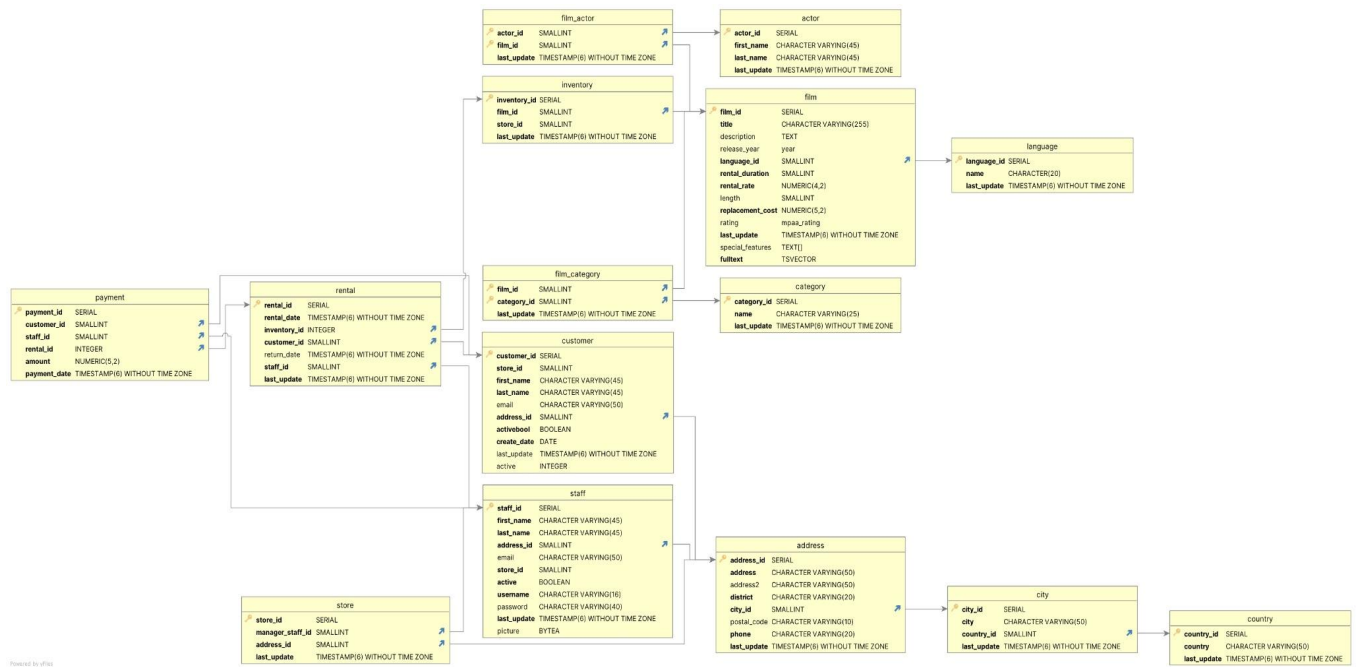 film_actor
actor_id SMALLINT
film_id SMALLINT
last_update TIMESTAMP(6) WITHOUT TIME ZONE
actor
actor_id SERIAL
first_name CHARACTER VARYING(45)
last_name CHARACTER VARYING(45)
last_update TIMESTAMP(6) WITHOUT TIME ZONE
inventory
inventory_id SERIAL
film_id SMALLINT
store_id SMALLINT
last_update TIMESTAMP(6) WITHOUT TIME ZONE
film
film_id SERIAL
title CHARACTER VARYING(255)
description TEXT
release_year year
language_id SMALLINT
rental_duration SMALLINT
rental_rate NUMERIC(4,2)
length SMALLINT
replacement_cost NUMERIC(5,2)
rating mpaa_rating
last_update TIMESTAMP(6) WITHOUT TIME ZONE
special_features TEXT[]
fulltext TSVECTOR
language
language_id SERIAL
name CHARACTER(20)
last_update TIMESTAMP(6) WITHOUT TIME ZONE
film_category
film_id SMALLINT
category_id SMALLINT
last_update TIMESTAMP(6) WITHOUT TIME ZONE
category
category_id SERIAL
name CHARACTER VARYING(25)
last_update TIMESTAMP(6) WITHOUT TIME ZONE
payment
payment_id SERIAL
customer_id SMALLINT
staff_id SMALLINT
rental_id INTEGER
amount NUMERIC(5,2)
payment_date TIMESTAMP(6) WITHOUT TIME ZONE
rental
rental_id SERIAL
rental_date TIMESTAMP(6) WITHOUT TIME ZONE
inventory_id INTEGER
customer_id SMALLINT
return_date TIMESTAMP(6) WITHOUT TIME ZONE
staff_id SMALLINT
last_update TIMESTAMP(6) WITHOUT TIME ZONE
customer
customer_id SERIAL
store_id SMALLINT
first_name CHARACTER VARYING(45)
last_name CHARACTER VARYING(45)
email CHARACTER VARYING(50)
address_id SMALLINT
activebool BOOLEAN
create_date DATE
last_update TIMESTAMP(6) WITHOUT TIME ZONE
active INTEGER
staff
staff_id SERIAL
first_name CHARACTER VARYING(45)
last_name CHARACTER VARYING(45)
address_id SMALLINT
email CHARACTER VARYING(50)
store_id SMALLINT
active BOOLEAN
username CHARACTER VARYING(16)
password CHARACTER VARYING(40)
last_update TIMESTAMP(6) WITHOUT TIME ZONE
picture BYTEA
store
store_id SERIAL
manager_staff_id SMALLINT
address_id SMALLINT
last_update TIMESTAMP(6) WITHOUT TIME ZONE
address
address_id SERIAL
address CHARACTER VARYING(50)
address2 CHARACTER VARYING(50)
district CHARACTER VARYING(20)
city_id SMALLINT
postal_code CHARACTER VARYING(10)
phone CHARACTER VARYING(20)
last_update TIMESTAMP(6) WITHOUT TIME ZONE
city
city_id SERIAL
city CHARACTER VARYING(50)
country_id SMALLINT
last_update TIMESTAMP(6) WITHOUT TIME ZONE
country
country_id SERIAL
country CHARACTER VARYING(50)
last_update TIMESTAMP(6) WITHOUT TIME ZONE
Powered by yFiles